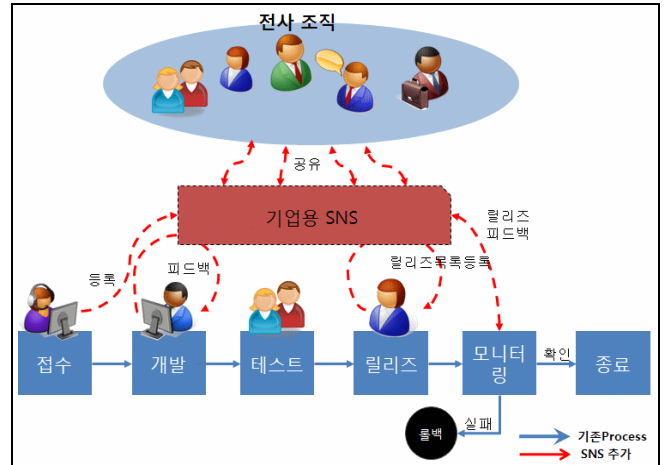 전사 조직
공유
기업용 SNS
릴리즈
피드백
등록
피드백
릴리즈목록등록
접수
개발
테스트
릴리즈
모니터
링
확인
종료
롤백
실패
기존Process
SNS 추가